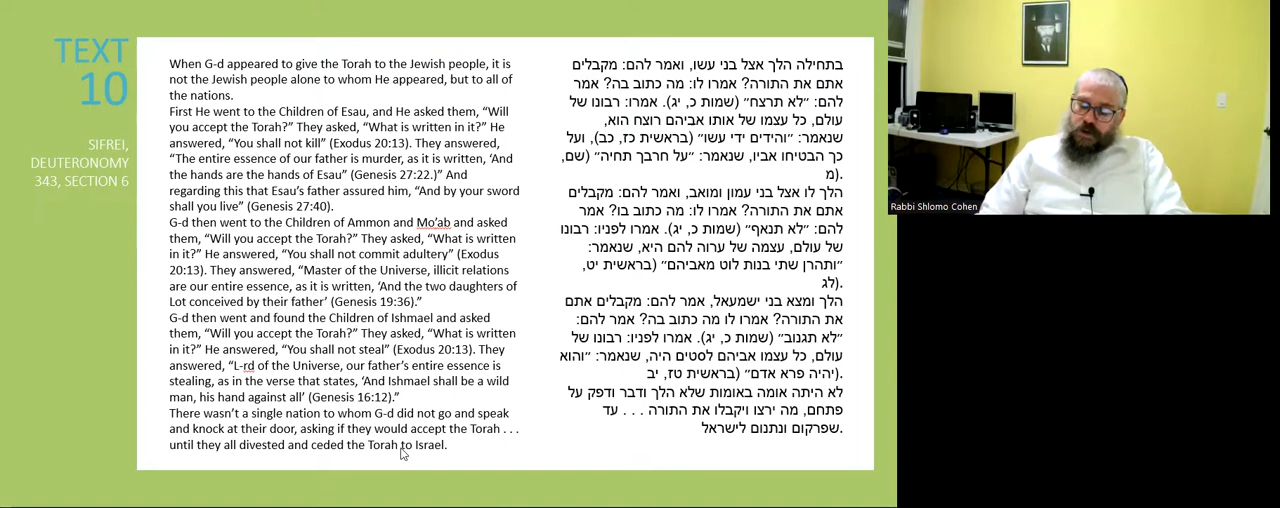 TEXT
10
SIFREI,
DEUTERONOMY
343, SECTION 6
When G-d appeared to give the Torah to the Jewish people, it is
not the Jewish people alone to whom He appeared, but to all of
the nations.
First He went to the Children of Esau, and He asked them, “Will
you accept the Torah?” They asked, “What is written in it?” He
answered, “You shall not kill” (Exodus 20:13). They answered,
“The entire essence of our father is murder, as it is written, ‘And
the hands are the hands of Esau” (Genesis 27:22.)” And
regarding this that Esau’s father assured him, “And by your sword
shall you live” (Genesis 27:40).
G-d then went to the Children of Ammon and Mo’ab and asked
them, “Will you accept the Torah?” They asked, “What is written
in it?” He answered, “You shall not commit adultery” (Exodus
20:13). They answered, “Master of the Universe, illicit relations
are our entire essence, as it is written, ‘And the two daughters of
Lot conceived by their father’ (Genesis 19:36).”
G-d then went and found the Children of Ishmael and asked
them, “Will you accept the Torah?” They asked, “What is written
in it?” He answered, “You shall not steal” (Exodus 20:13). They
answered, “L-rd of the Universe, our father’s entire essence is
stealing, as in the verse that states, ‘And Ishmael shall be a wild
man, his hand against all’ (Genesis 16:12).”
There wasn’t a single nation to whom G-d did not go and speak
and knock at their door, asking if they would accept the Torah . . .
until they all divested and ceded the Torah to Israel.
בתחילה הלך אצל בני עשו, ואמר להם: מקבלים
אתם את התורה? אמרו לו: מה כתוב בה? אמר
להם: ״לא תרצח״ (שמות כ, יג). אמרו: רבונו של
עולם, כל עצמו של אותו אביהם רוצח הוא,
שנאמר: ״והידים ידי עשו״ (בראשית כז, כב), ועל
כך הבטיחו אביו, שנאמר: ״על חרבך תחיה״ (שם,
מ).
הלך לו אצל בני עמון ומואב, ואמר להם: מקבלים
אתם את התורה? אמרו לו: מה כתוב בו? אמר
להם: ״לא תנאף״ (שמות כ, יג). אמרו לפניו: רבונו
של עולם, עצמה של ערוה להם היא, שנאמר:
״ותהרן שתי בנות לוט מאביהם״ (בראשית יט,
לג).
הלך ומצא בני ישמעאל, אמר להם: מקבלים אתם
את התורה? אמרו לו מה כתוב בה? אמר להם:
״לא תגנוב״ (שמות כ, יג). אמרו לפניו: רבונו של
עולם, כל עצמו אביהם לסטים היה, שנאמר: ״והוא
יהיה פרא אדם״ (בראשית טז, יב).
לא היתה אומה באומות שלא הלך ודבר ודפק על
פתחם, מה ירצו ויקבלו את התורה . . . עד
שפרקום ונתנום לישראל.
Rabbi Shlomo Cohen